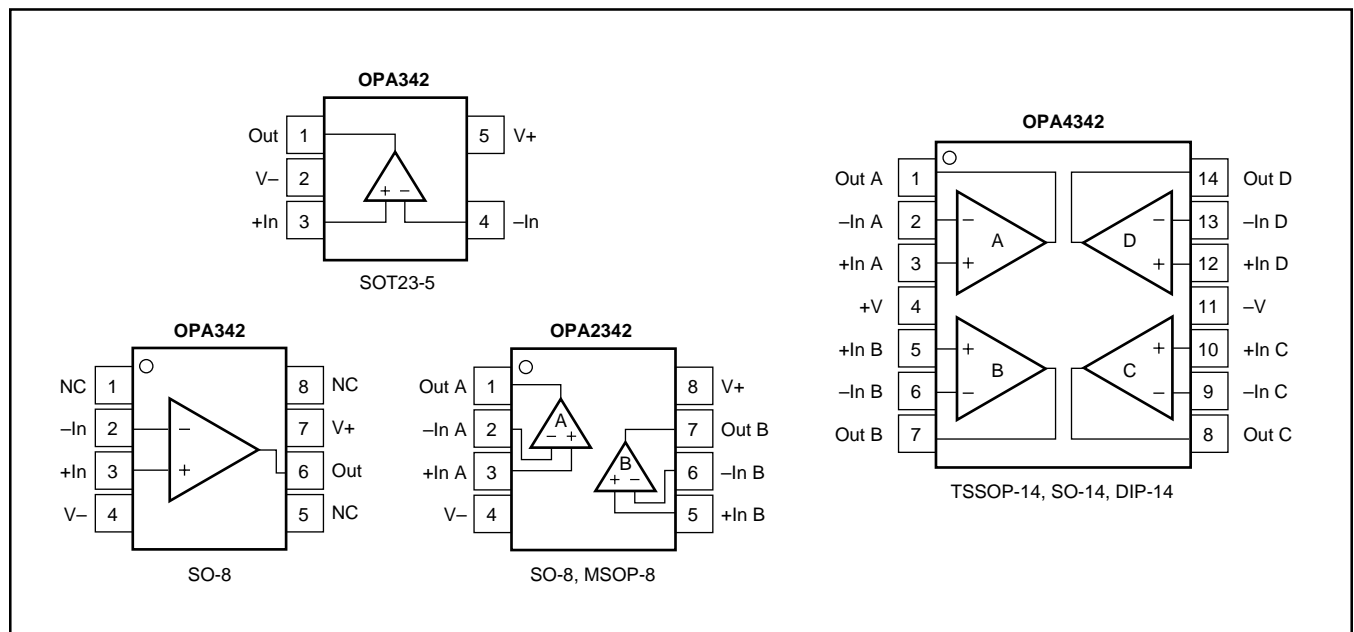 OPA342
Out 1
V– 2
+In 3
5 V+
4 –In
+ –
SOT23-5
OPA342
NC 1
–In 2
+In 3
V– 4
8 NC
7 V+
6 Out
5 NC
–
+
SO-8
OPA2342
Out A 1
–In A 2
+In A 3
V– 4
8 V+
7 Out B
6 –In B
5 +In B
A
– +
B
+ –
SO-8, MSOP-8
OPA4342
Out A 1
–In A 2
+In A 3
+V 4
+In B 5
–In B 6
Out B 7
14 Out D
13 –In D
12 +In D
11 –V
10 +In C
9 –In C
8 Out C
–
A
+
–
D
+
+
B
–
+
C
–
TSSOP-14, SO-14, DIP-14